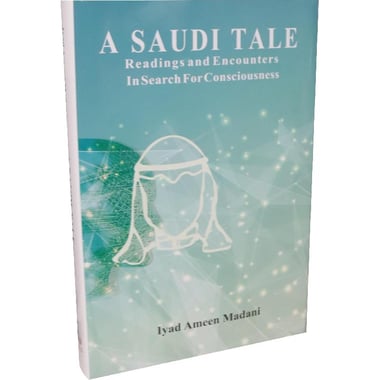 A SAUDI TALE
Readings and Encounters
In Search For Consciousness
Iyad Ameen Madani